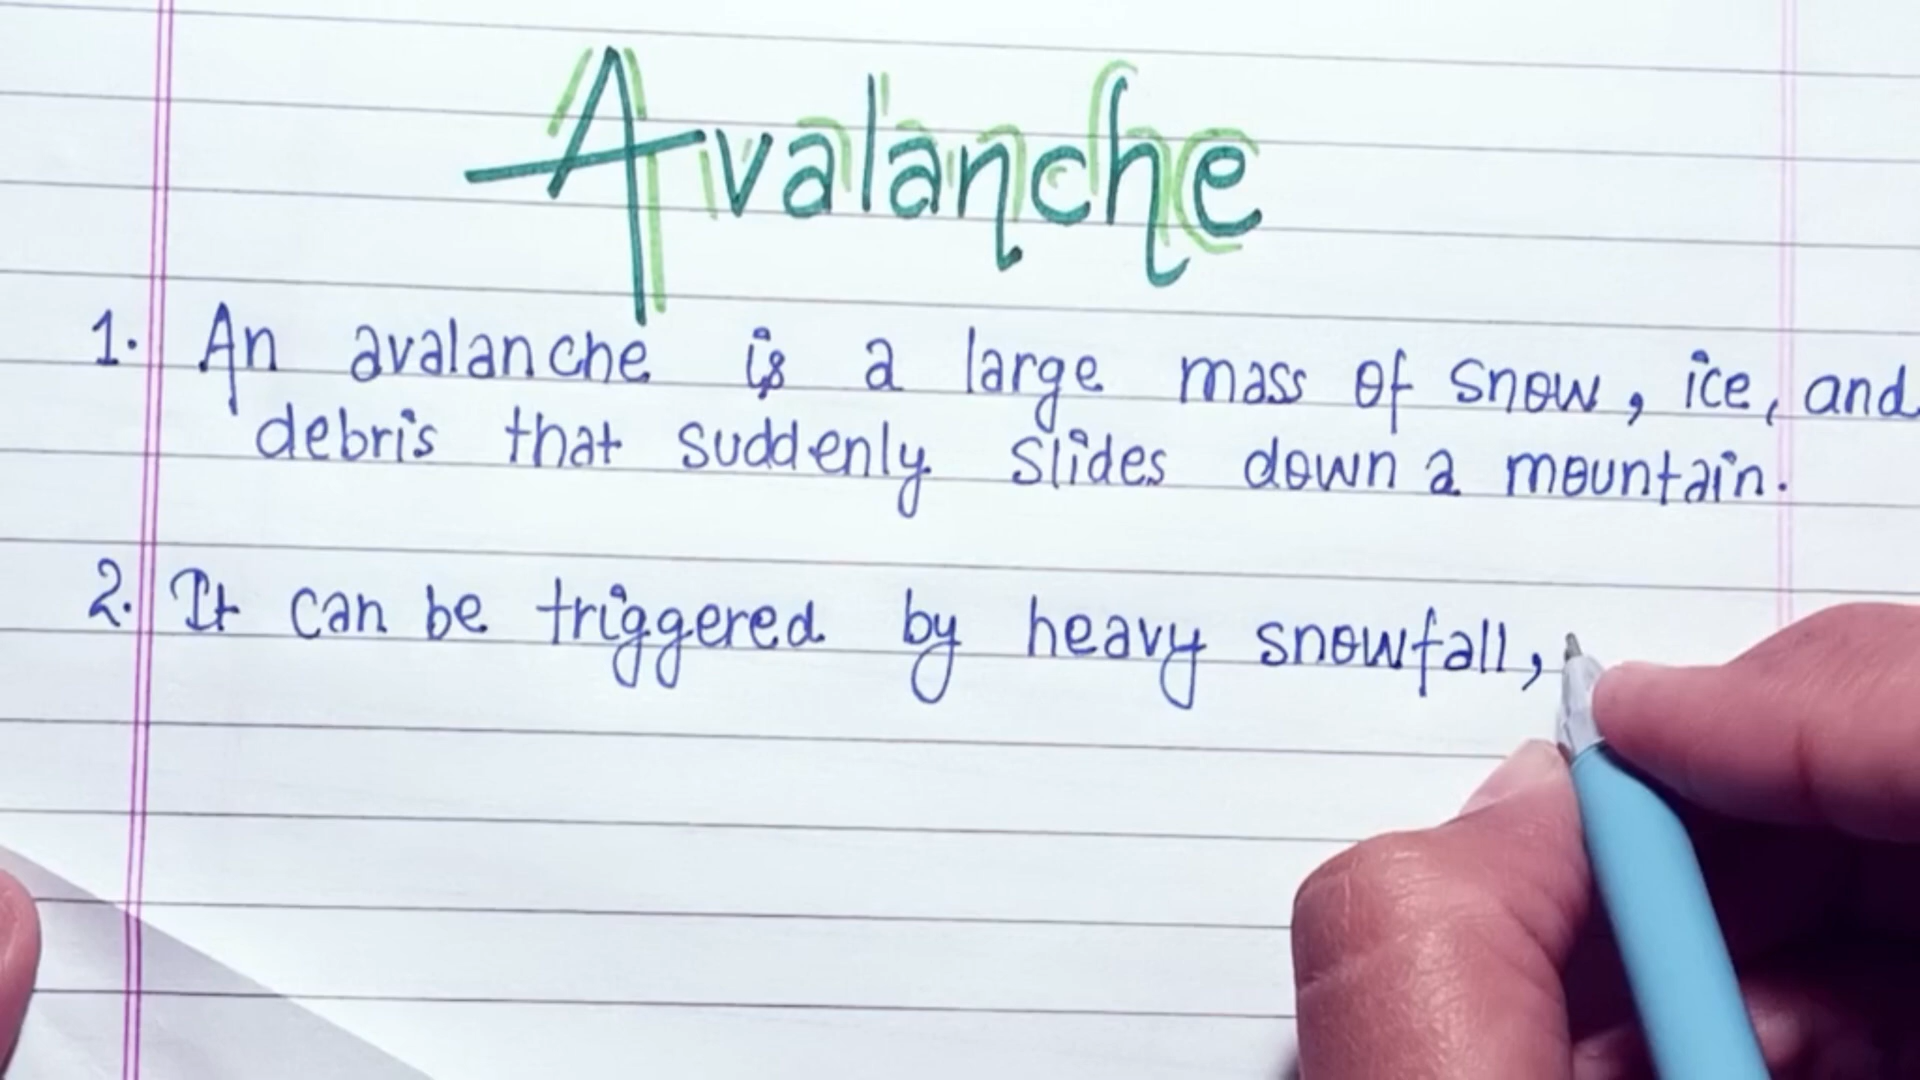 Avalanche
1. An avalanche is a large mass of snow, ice, and
debris that suddenly slides down a mountain.
2. It can be triggered by heavy snowfall,